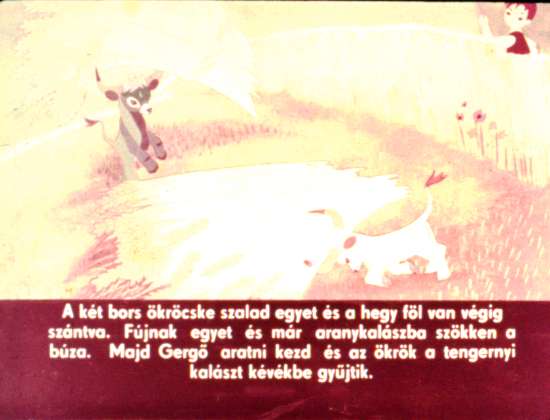 A két bors ökröcske szalad egyet és a hegy föl van végig
szántva. Fújnak egyet és már aranykalászba szökken a
búza. Majd Gergő aratni kezd és az ökrök a tengernyi
kalászt kévékbe gyűjtik.